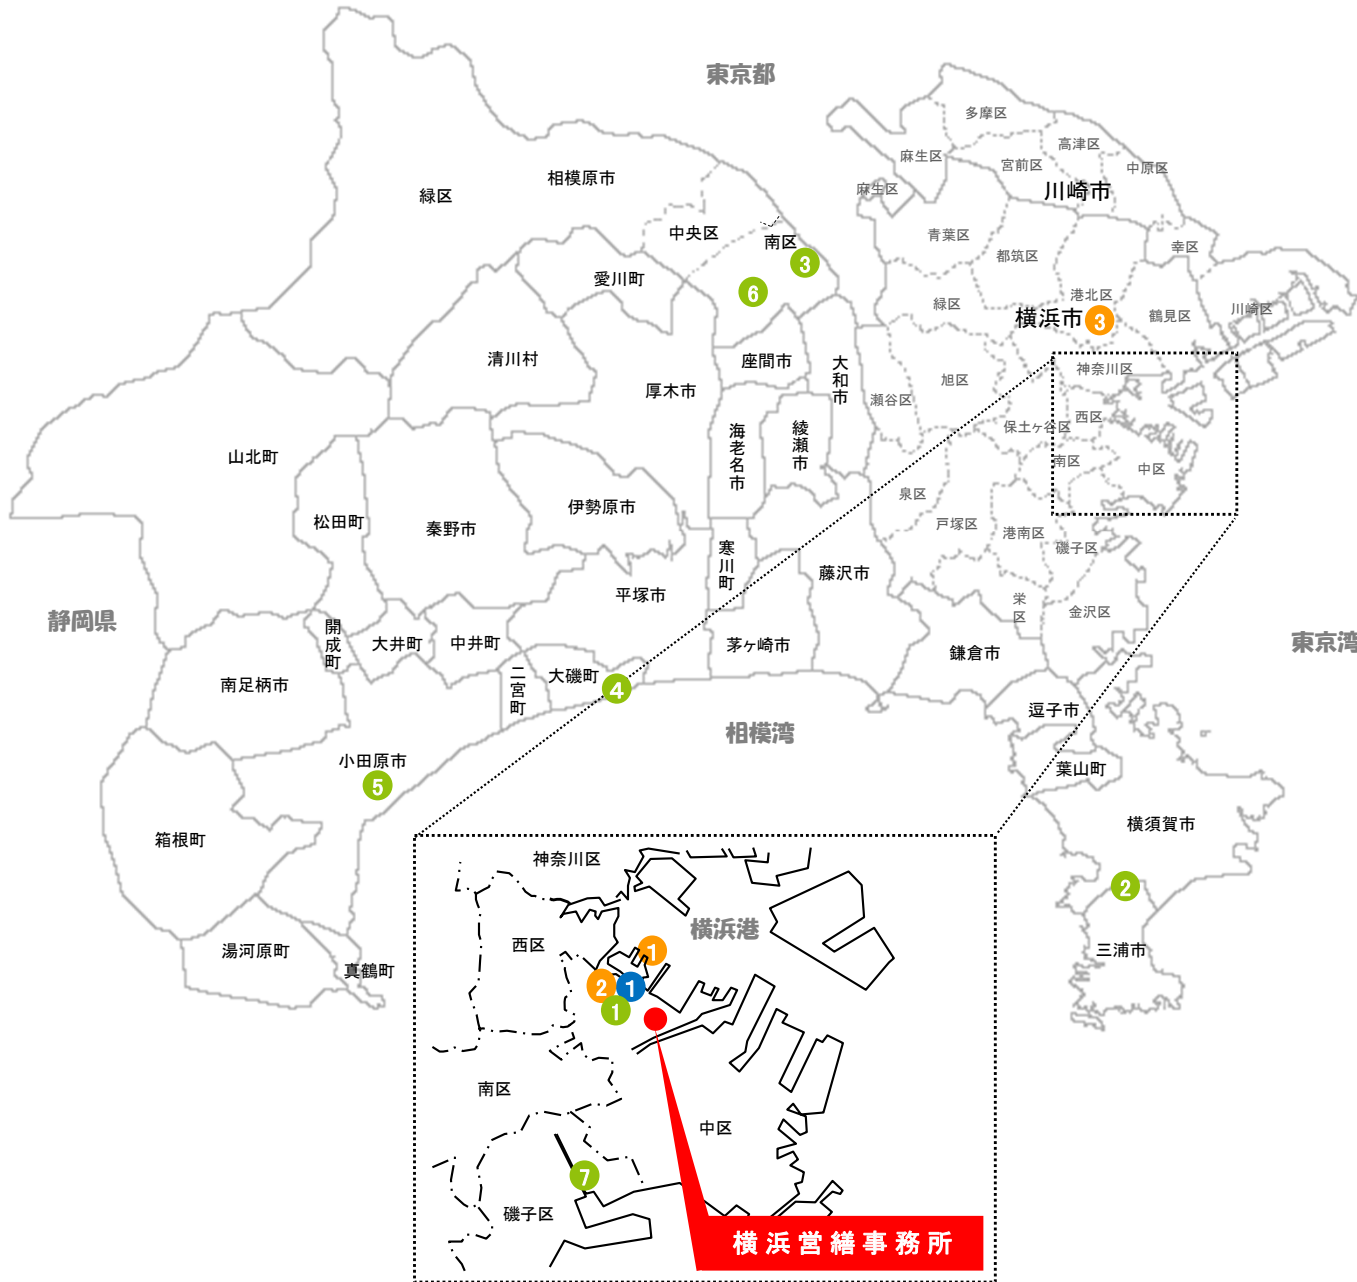 東京都
多摩区
高津区
麻生区
宮前区
中原区
川崎市
麻生区
相模原市
緑区
中央区
南区
3
青葉区
都筑区
幸区
愛川町
6
緑区
港北区
横浜市
3
鶴見区
川崎区
清川村
座間市
大和市
神奈川区
厚木市
旭区
瀬谷区
海老名市
綾瀬市
保土ヶ谷区
西区
山北町
南区
中区
松田町
秦野市
伊勢原市
泉区
戸塚区
港南区
磯子区
寒川町
藤沢市
平塚市
栄区
金沢区
静岡県
開成町
大井町
中井町
茅ヶ崎市
鎌倉市
東京湾
南足柄市
二宮町
大磯町
4
逗子市
相模湾
小田原市
5
葉山町
箱根町
横須賀市
2
湯河原町
真鶴町
三浦市
神奈川区
西区
横浜港
1
2
1
1
南区
中区
7
磯子区
横浜営繕事務所